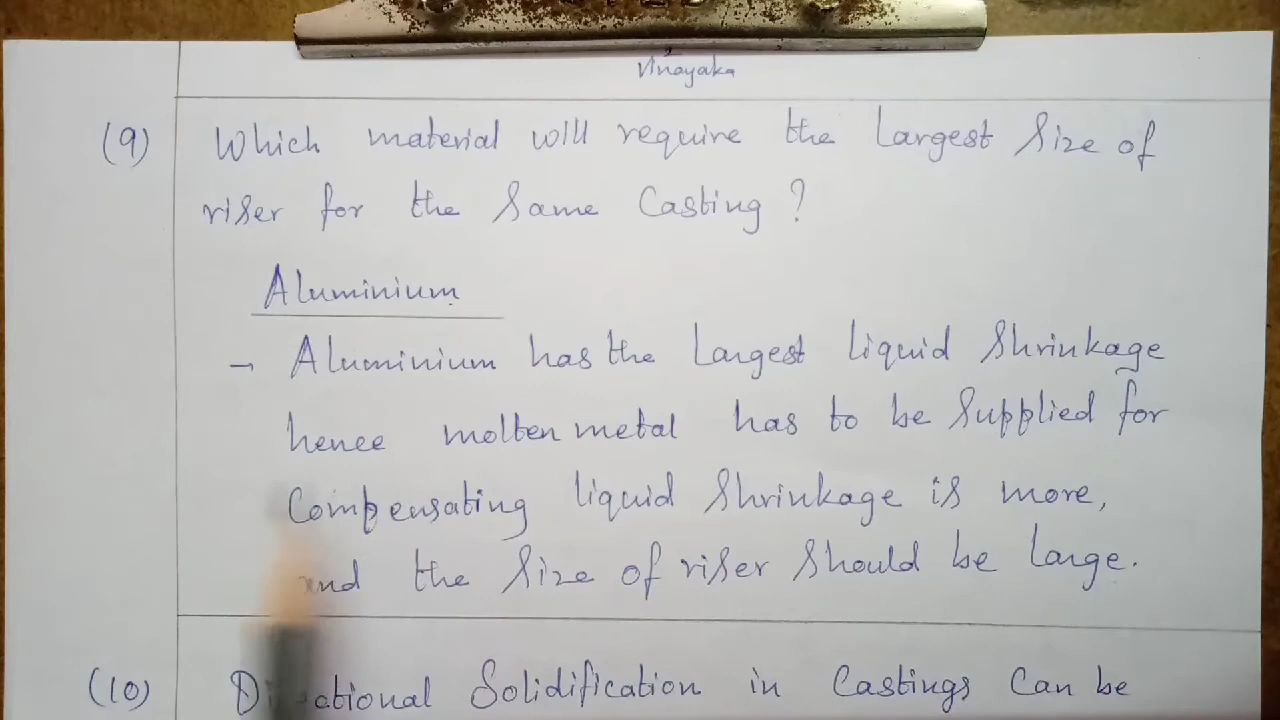 Vinayaka
(9) Which material will require the Largest Size of
riser for the Same Casting ?
Aluminium
- Aluminium has the Largest liquid Shrinkage
hence molten metal has to be Supplied for
Compensating liquid Shrinkage is more,
and the Size of riser Should be Large.
(10) Solidification in Castings Can be